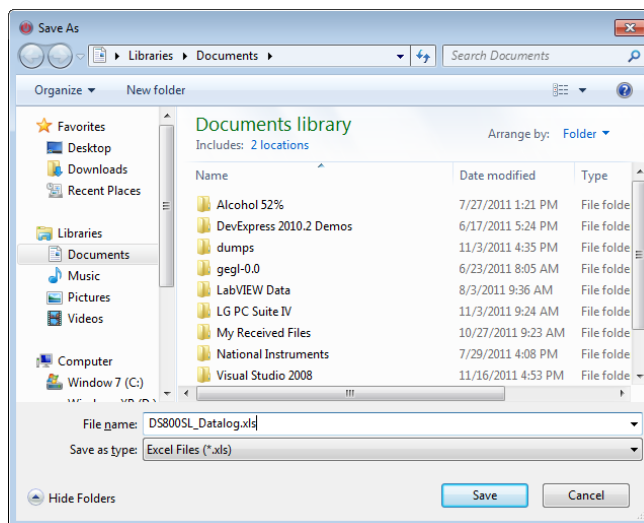 Save As
Libraries Documents Search Documents
Organize New folder
Favorites
Desktop
Downloads
Recent Places
Libraries
Documents
Music
Pictures
Videos
Computer
Window 7 (C:)
Documents library
Includes: 2 locations
Arrange by: Folder
Name Date modified Type
Alcohol 52% 7/27/2011 1:21 PM File folde
DevExpress 2010.2 Demos 6/17/2011 5:24 PM File folde
dumps 11/3/2011 4:35 PM File folde
gegl-0.0 6/23/2011 8:05 AM File folde
LabVIEW Data 8/3/2011 9:36 AM File folde
LG PC Suite IV 11/3/2011 9:24 AM File folde
My Received Files 10/27/2011 9:23 AM File folde
National Instruments 7/29/2011 4:08 PM File folde
Visual Studio 2008 11/16/2011 4:53 PM File folde
File name: DS800SL_Datalog.xls
Save as type: Excel Files (*.xls)
Hide Folders Save Cancel